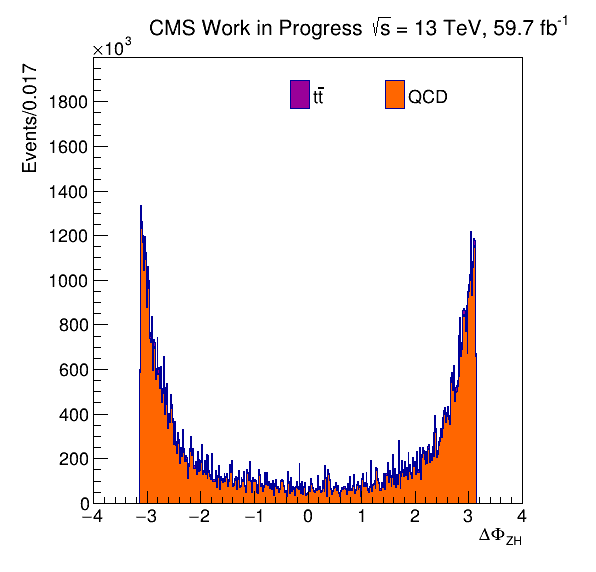 CMS Work in Progress √s = 13 TeV, 59.7 fb⁻¹
×10³
Events/0.017
tt̄
QCD
1800
1600
1400
1200
1000
800
600
400
200
0
−4 −3 −2 −1 0 1 2 3 4
ΔΦ_ZH